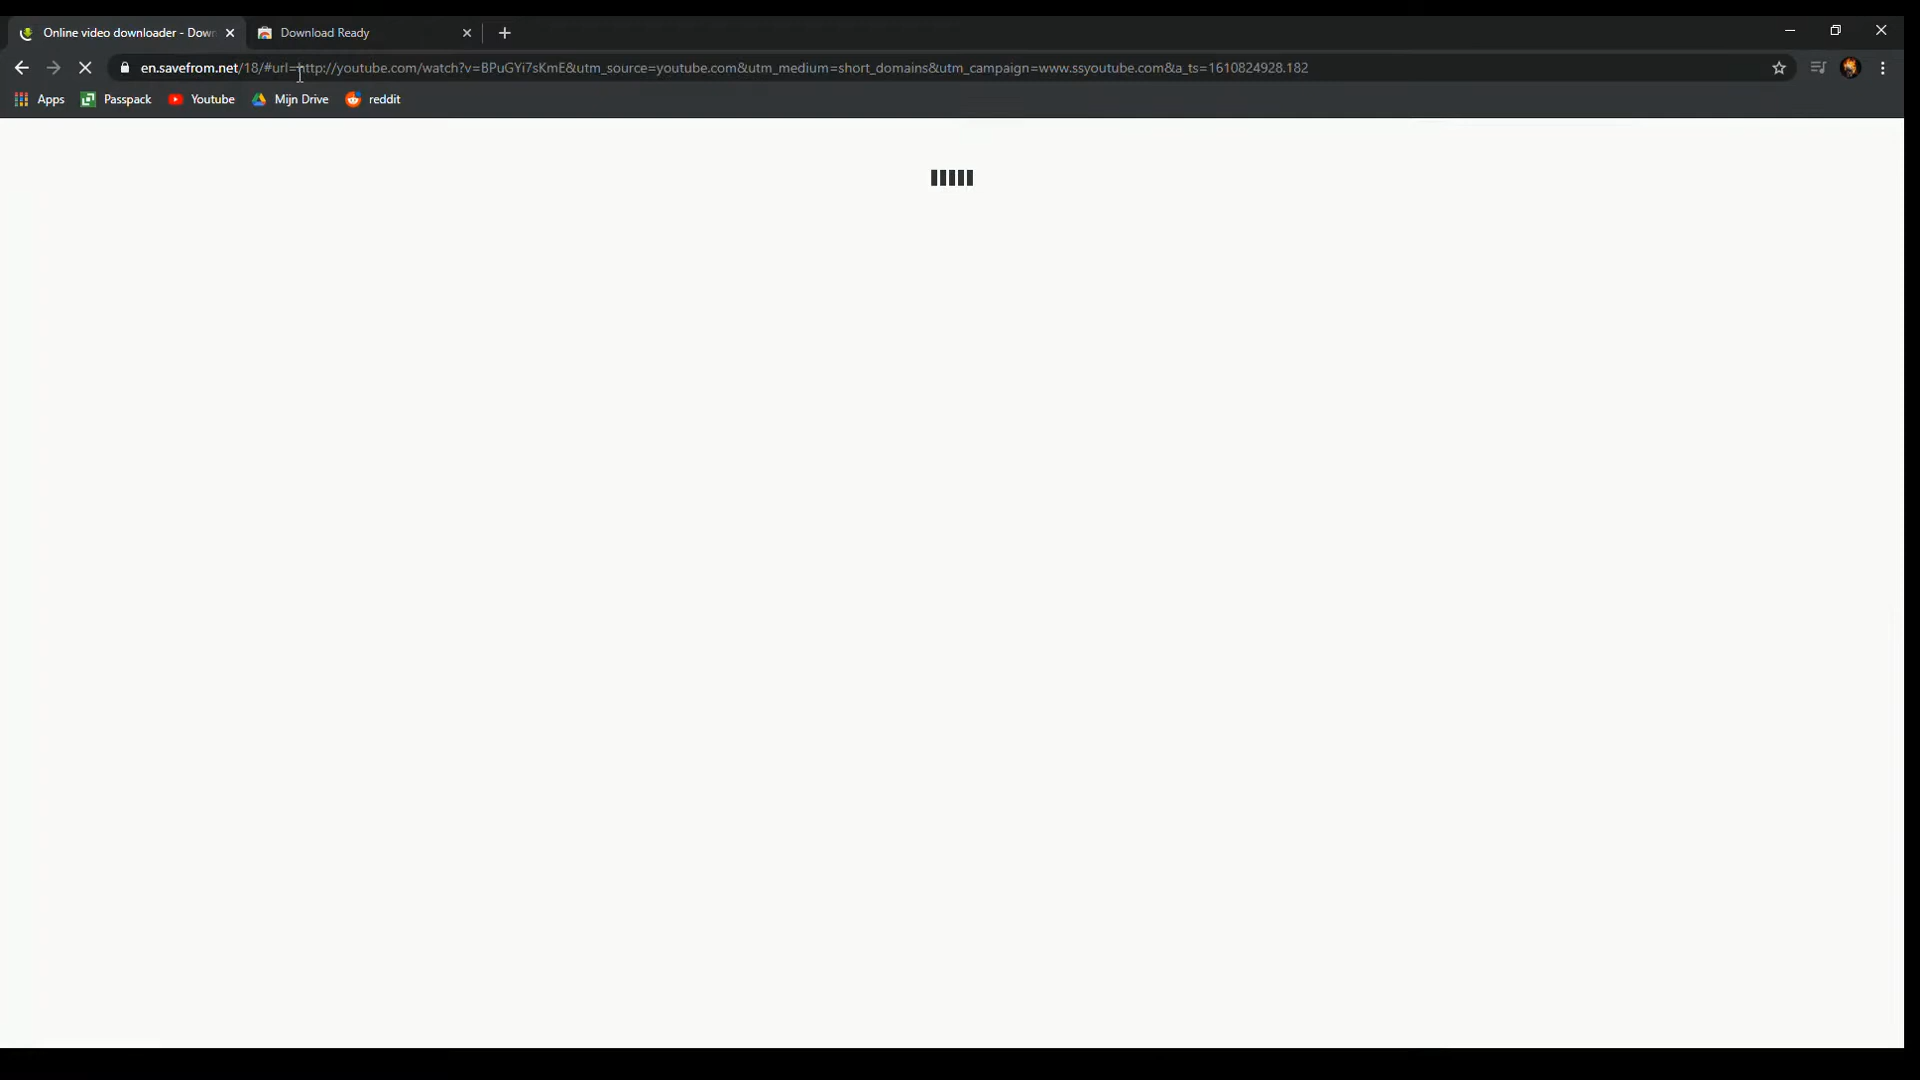 Online video downloader - Down
Download Ready
en.savefrom.net/18/#url=http://youtube.com/watch?v=BPuGYi7sKmE&utm_source=youtube.com&utm_medium=short_domains&utm_campaign=www.ssyoutube.com&a_ts=1610824928.182
Apps
Passpack
Youtube
Mijn Drive
reddit